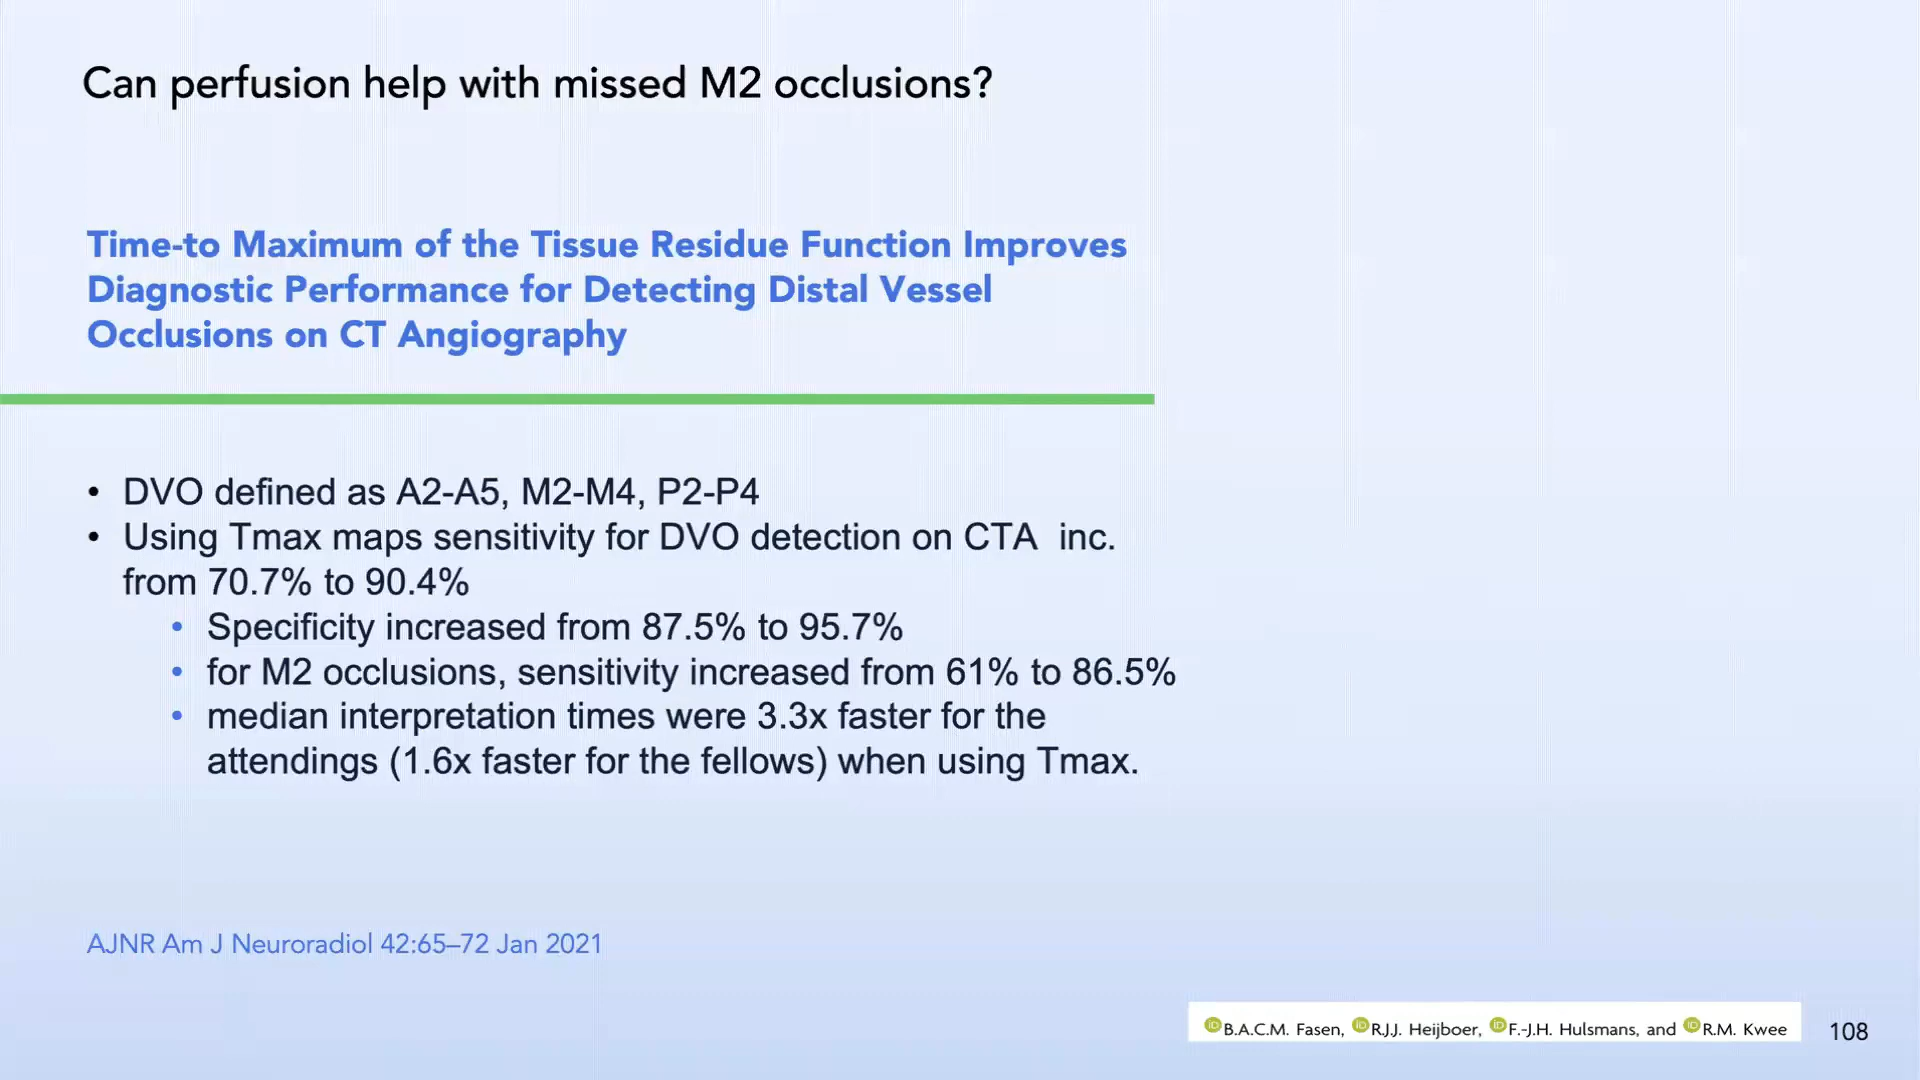 Can perfusion help with missed M2 occlusions?
Time-to Maximum of the Tissue Residue Function Improves
Diagnostic Performance for Detecting Distal Vessel
Occlusions on CT Angiography
• DVO defined as A2-A5, M2-M4, P2-P4
• Using Tmax maps sensitivity for DVO detection on CTA inc.
from 70.7% to 90.4%
• Specificity increased from 87.5% to 95.7%
• for M2 occlusions, sensitivity increased from 61% to 86.5%
• median interpretation times were 3.3x faster for the
attendings (1.6x faster for the fellows) when using Tmax.
AJNR Am J Neuroradiol 42:65–72 Jan 2021
iD B.A.C.M. Fasen, iD R.J.J. Heijboer, iD F.-J.H. Hulsmans, and iD R.M. Kwee
108